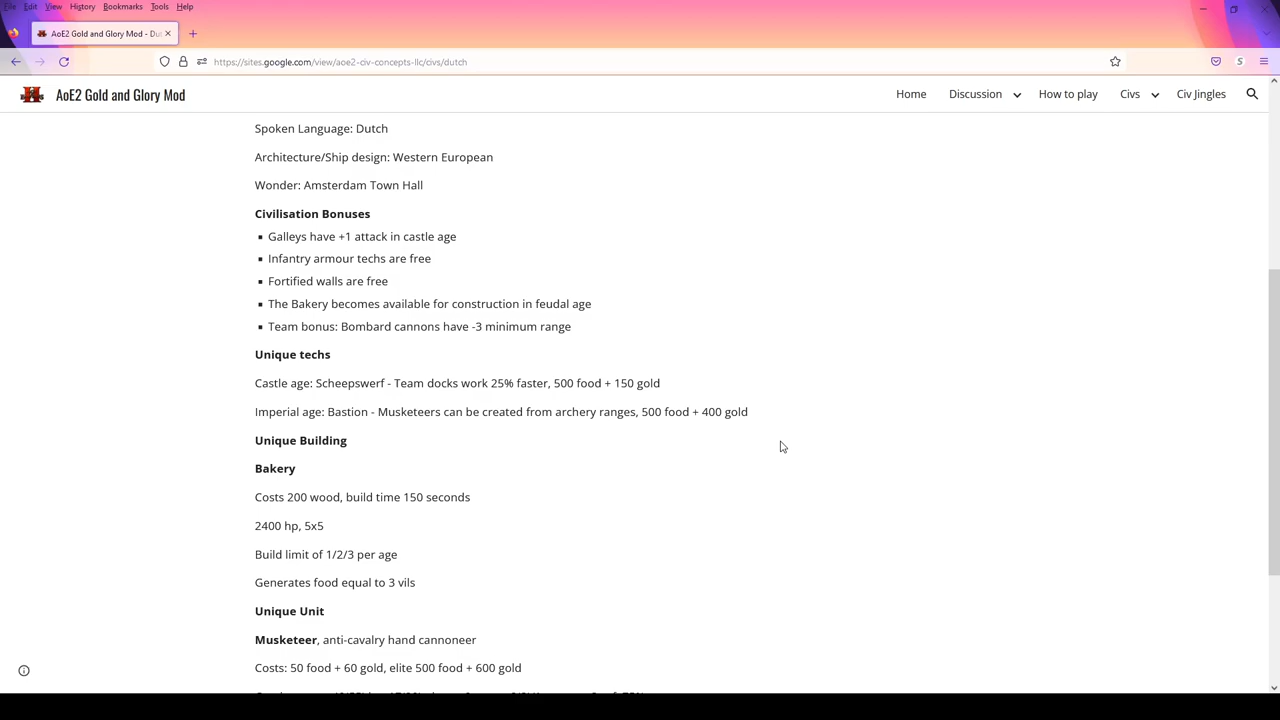 File Edit View History Bookmarks Tools Help
AoE2 Gold and Glory Mod - Du
https://sites.google.com/view/aoe2-civ-concepts-llc/civs/dutch
AoE2 Gold and Glory Mod
Home Discussion How to play Civs Civ Jingles
Spoken Language: Dutch
Architecture/Ship design: Western European
Wonder: Amsterdam Town Hall
Civilisation Bonuses
Galleys have +1 attack in castle age
Infantry armour techs are free
Fortified walls are free
The Bakery becomes available for construction in feudal age
Team bonus: Bombard cannons have -3 minimum range
Unique techs
Castle age: Scheepswerf - Team docks work 25% faster, 500 food + 150 gold
Imperial age: Bastion - Musketeers can be created from archery ranges, 500 food + 400 gold
Unique Building
Bakery
Costs 200 wood, build time 150 seconds
2400 hp, 5x5
Build limit of 1/2/3 per age
Generates food equal to 3 vils
Unique Unit
Musketeer, anti-cavalry hand cannoneer
Costs: 50 food + 60 gold, elite 500 food + 600 gold